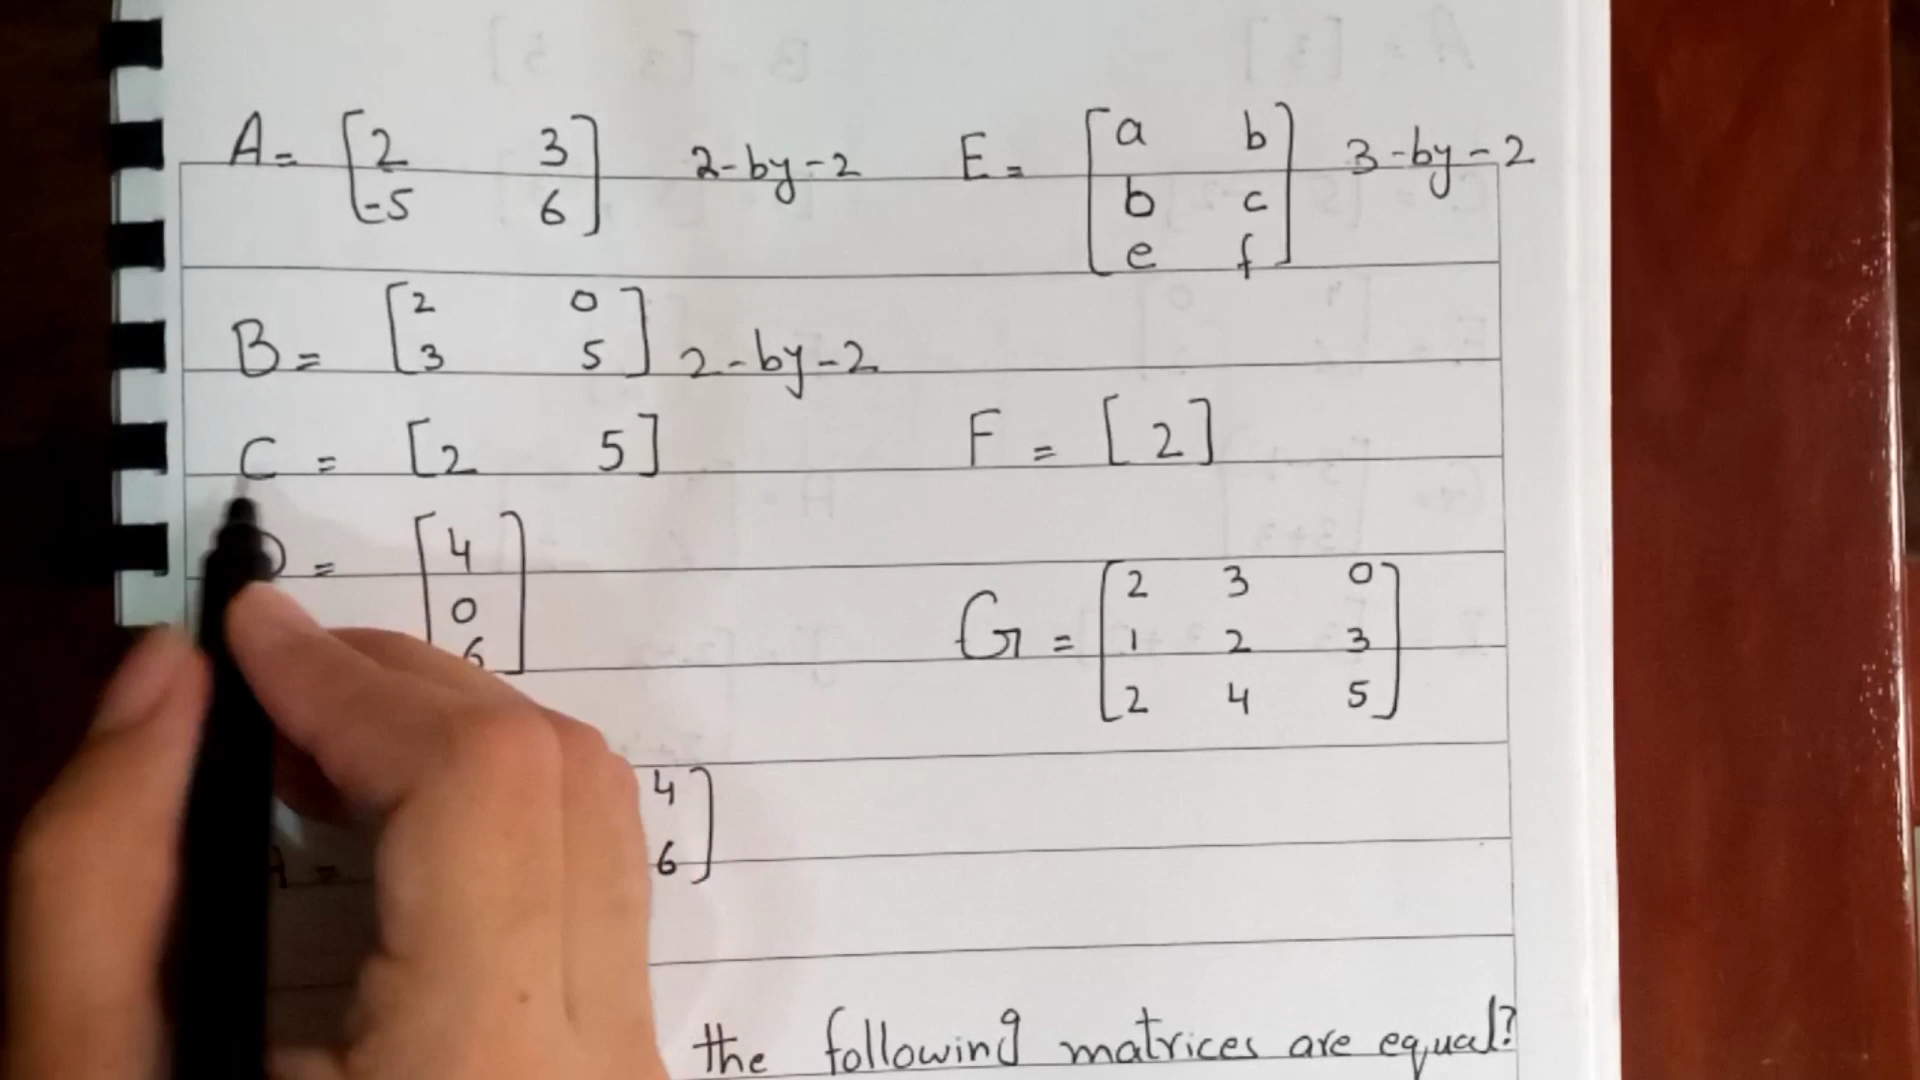 A = [2 3 2-by-2
-5 6]
E = [a b 3-by-2
b c
e f]
B = [2 0
3 5] 2-by-2
C = [2 5]
F = [2]
D = [4
0
6]
G = [2 3 0
1 2 3
2 4 5]
4
A = 6]
the following matrices are equal?